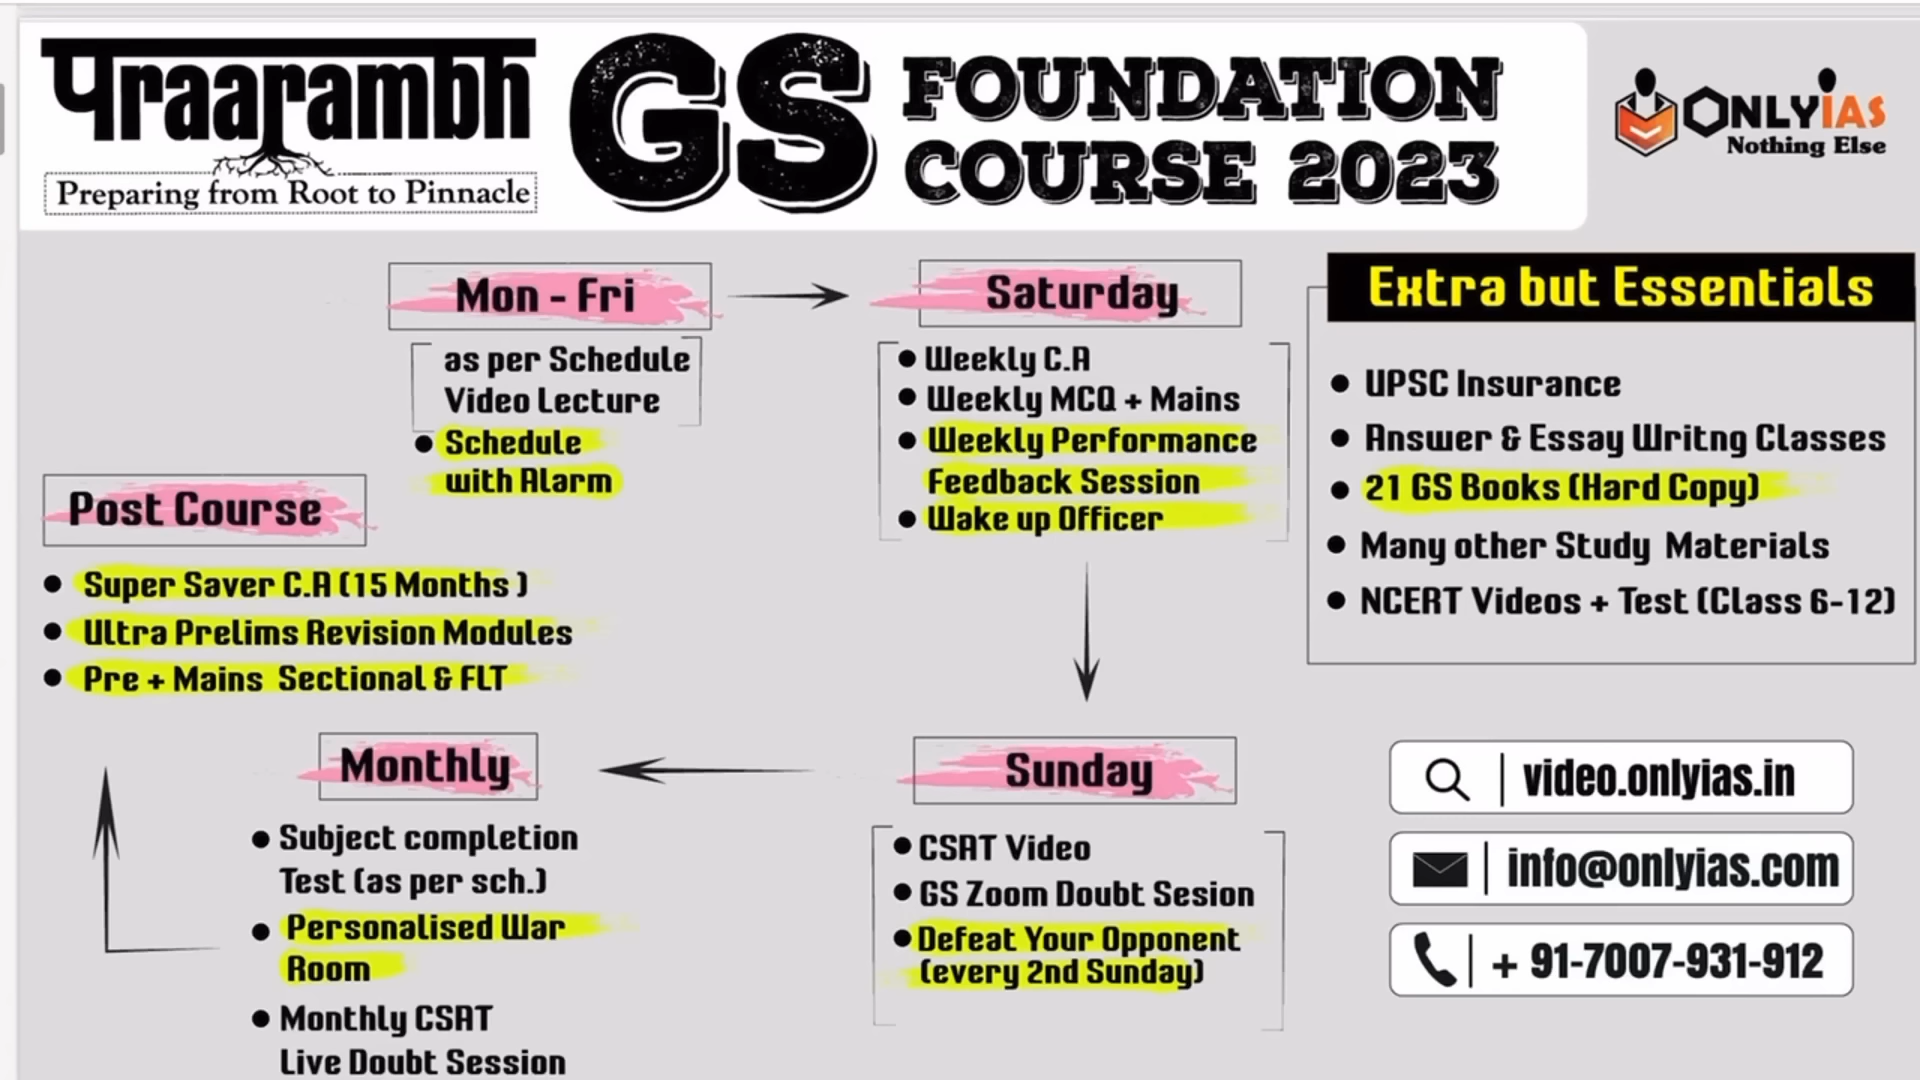 पraarambh
Preparing from Root to Pinnacle
GS
FOUNDATION
COURSE 2023
ONLYIAS
Nothing Else
Mon - Fri
as per Schedule
Video Lecture
Schedule
with Alarm
Saturday
Weekly C.A
Weekly MCQ + Mains
Weekly Performance
Feedback Session
Wake up Officer
Sunday
CSAT Video
GS Zoom Doubt Sesion
Defeat Your Opponent
(every 2nd Sunday)
Monthly
Subject completion
Test (as per sch.)
Personalised War
Room
Monthly CSAT
Live Doubt Session
Post Course
Super Saver C.A (15 Months )
Ultra Prelims Revision Modules
Pre + Mains Sectional & FLT
Extra but Essentials
UPSC Insurance
Answer & Essay Writng Classes
21 GS Books (Hard Copy)
Many other Study Materials
NCERT Videos + Test (Class 6-12)
video.onlyias.in
info@onlyias.com
+ 91-7007-931-912